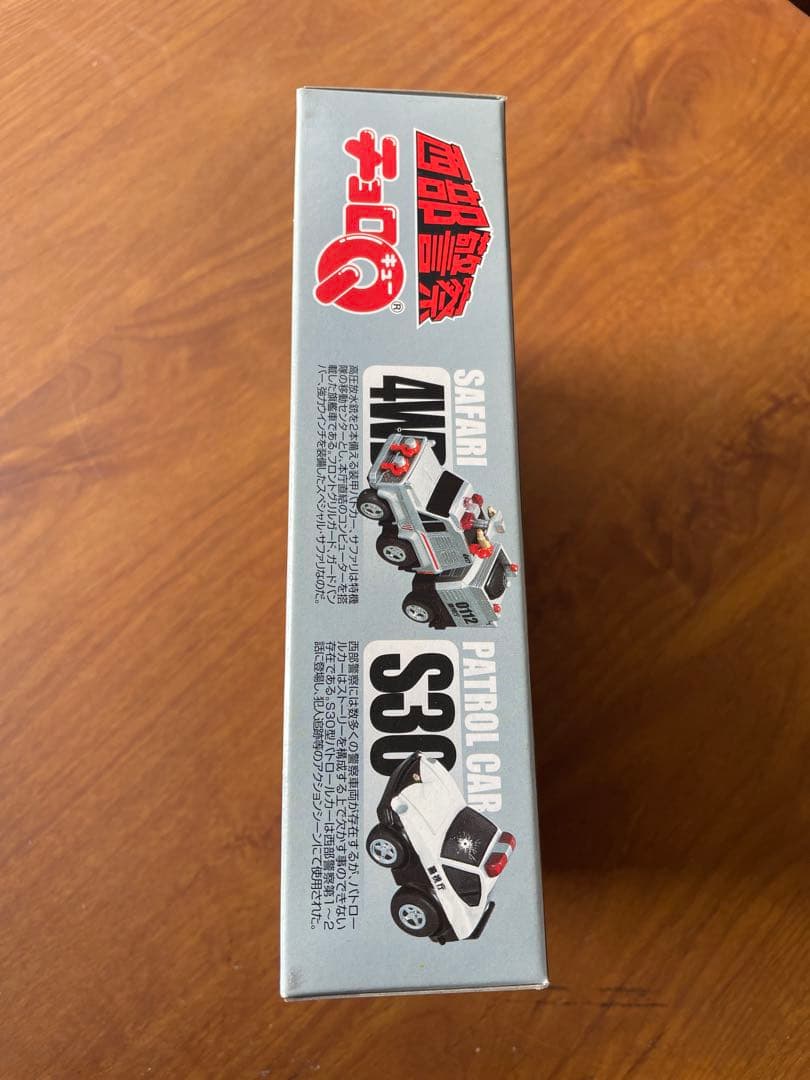 西部警察
チョロQ
キュー
®
SAFARI
4WD
高圧放水銃を2本備える装甲パトカー、サファリは特機
隊の移動センターとし、本庁直結のコンピューターを搭
載した旗艦車である。フロントグリルガード、ガードバン
パー、強力ウインチを装備したスペシャル・サファリなのだ。
0112
PATROL CAR
S30
西部警察には数多くの警察車両が存在するが、パトロー
ルカーはストーリーを構成する上で欠かす事のできない
存在である。S30型パトロールカーは西部警察第1~2
話に登場し、犯人追跡等のアクションシーンにて使用された。
警視庁